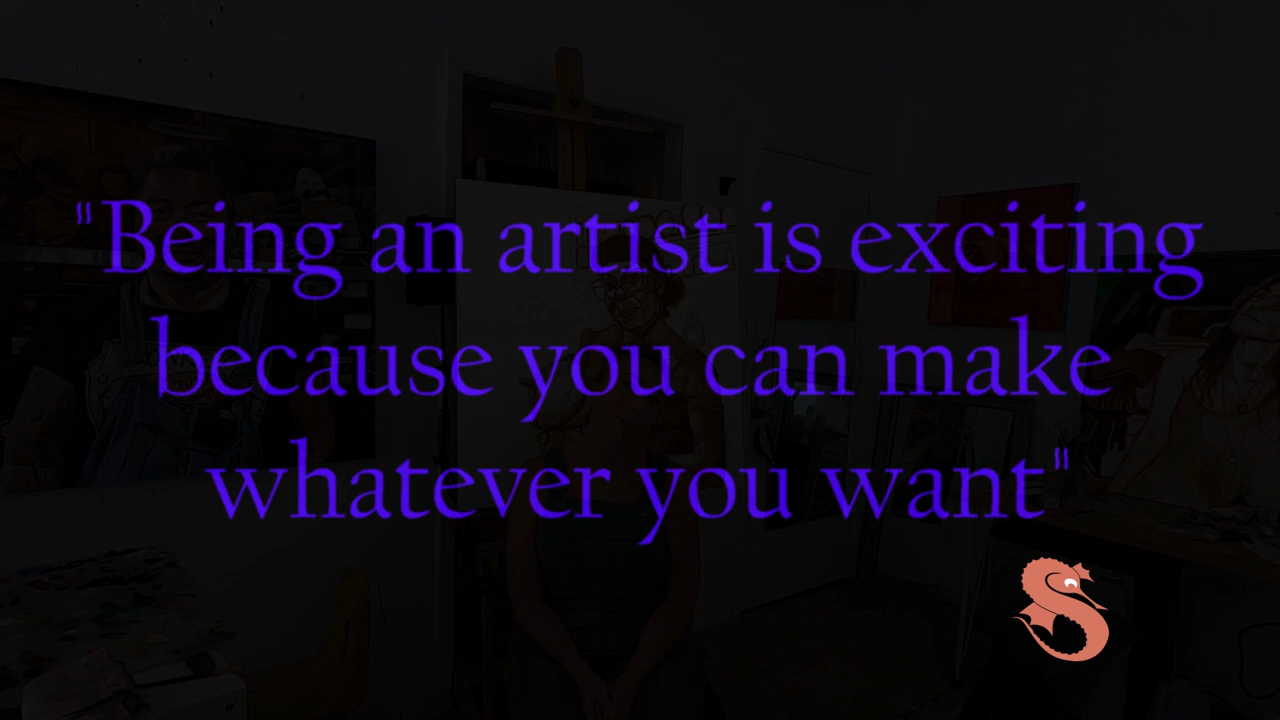 "Being an artist is exciting
because you can make
whatever you want"